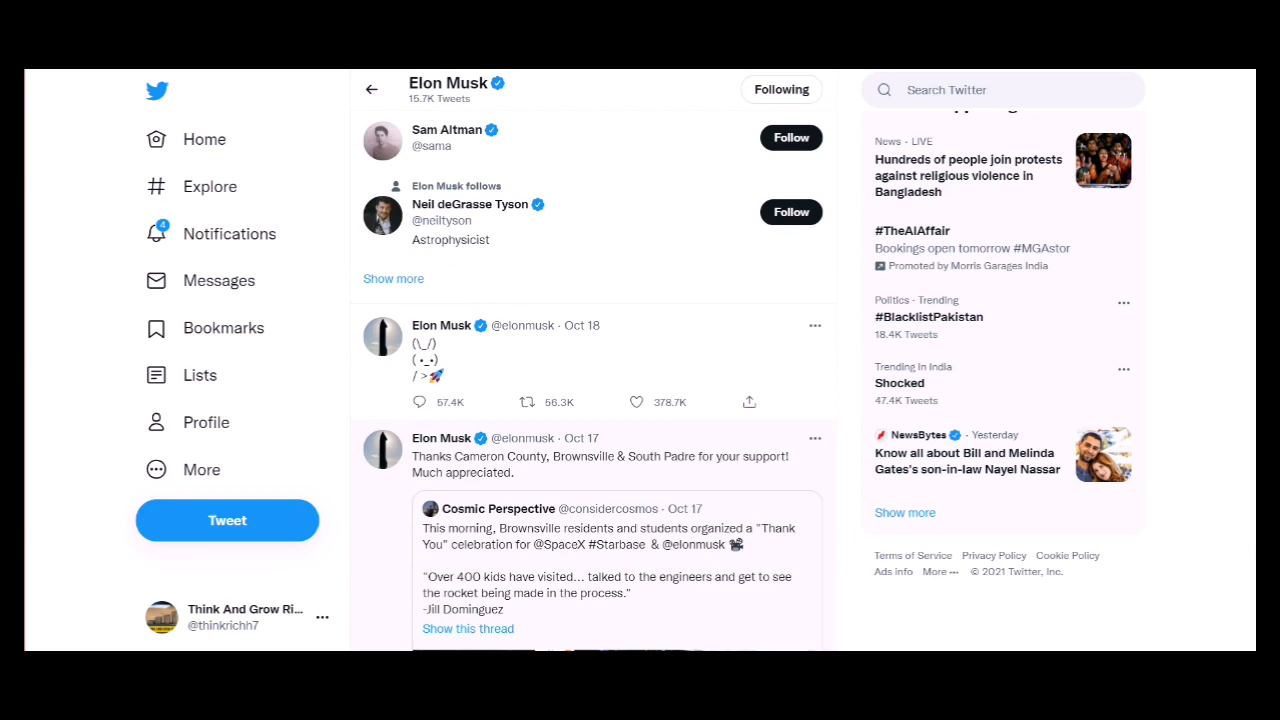 Home
Explore
4
Notifications
Messages
Bookmarks
Lists
Profile
More
Tweet
Think And Grow Ri...
@thinkrichh7
Elon Musk
15.7K Tweets
Following
Sam Altman
@sama
Follow
Elon Musk follows
Neil deGrasse Tyson
@neiltyson
Astrophysicist
Follow
Show more
Elon Musk @elonmusk · Oct 18
(\_/)
( •_•)
/ >🚀
57.4K 56.3K 378.7K
Elon Musk @elonmusk · Oct 17
Thanks Cameron County, Brownsville & South Padre for your support!
Much appreciated.
Cosmic Perspective @considercosmos · Oct 17
This morning, Brownsville residents and students organized a "Thank
You" celebration for @SpaceX #Starbase & @elonmusk 📽
"Over 400 kids have visited... talked to the engineers and get to see
the rocket being made in the process."
-Jill Dominguez
Show this thread
Search Twitter
News · LIVE
Hundreds of people join protests
against religious violence in
Bangladesh
#TheAIAffair
Bookings open tomorrow #MGAstor
Promoted by Morris Garages India
Politics · Trending
#BlacklistPakistan
18.4K Tweets
Trending in India
Shocked
47.4K Tweets
NewsBytes · Yesterday
Know all about Bill and Melinda
Gates's son-in-law Nayel Nassar
Show more
Terms of Service Privacy Policy Cookie Policy
Ads info More ••• © 2021 Twitter, Inc.